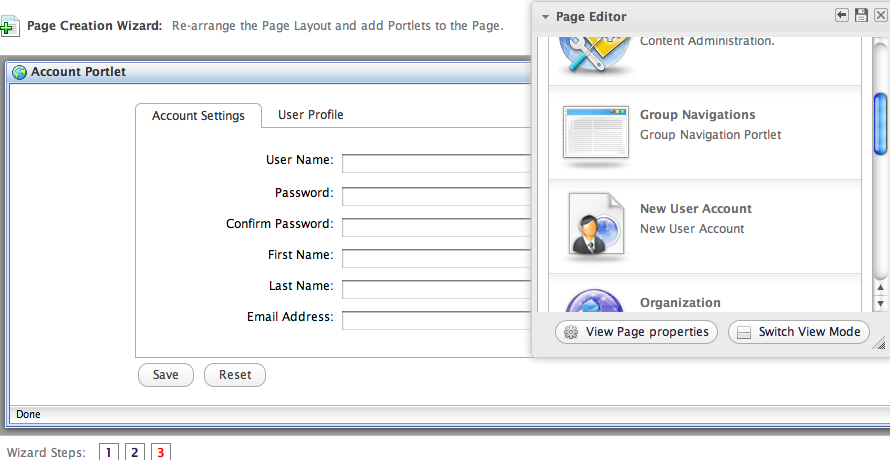 Page Creation Wizard: Re-arrange the Page Layout and add Portlets to the Page.
Account Portlet
Account Settings
User Profile
User Name:
Password:
Confirm Password:
First Name:
Last Name:
Email Address:
Save
Reset
Done
Wizard Steps: 1 2 3
Page Editor
Content Administration.
Group Navigations
Group Navigation Portlet
New User Account
New User Account
Organization
View Page properties
Switch View Mode